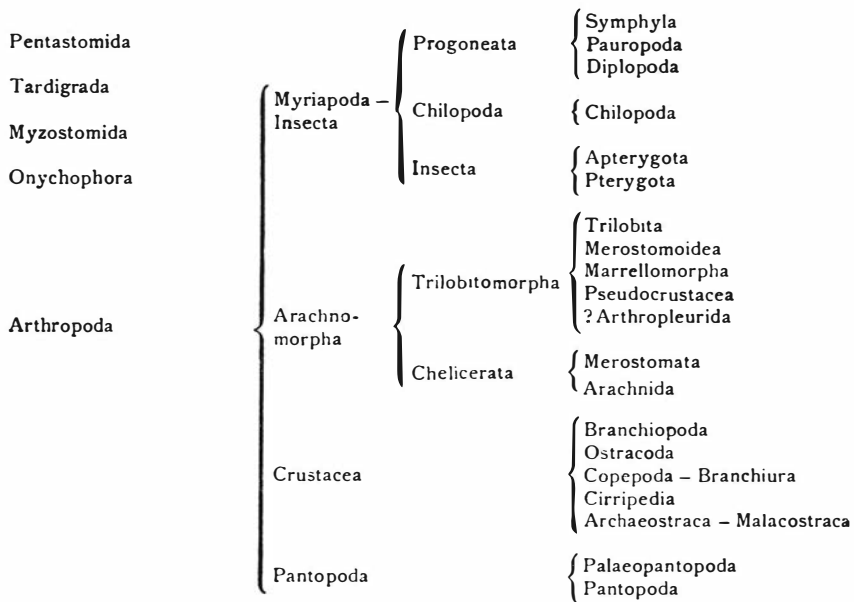 Pentastomida
Tardigrada
Myzostomida
Onychophora
Arthropoda
Myriapoda –
Insecta
Progoneata
Symphyla
Pauropoda
Diplopoda
Chilopoda
Chilopoda
Insecta
Apterygota
Pterygota
Arachno-
morpha
Trilobitomorpha
Trilobita
Merostomoidea
Marrellomorpha
Pseudocrustacea
? Arthropleurida
Chelicerata
Merostomata
Arachnida
Crustacea
Branchiopoda
Ostracoda
Copepoda – Branchiura
Cirripedia
Archaeostraca – Malacostraca
Pantopoda
Palaeopantopoda
Pantopoda